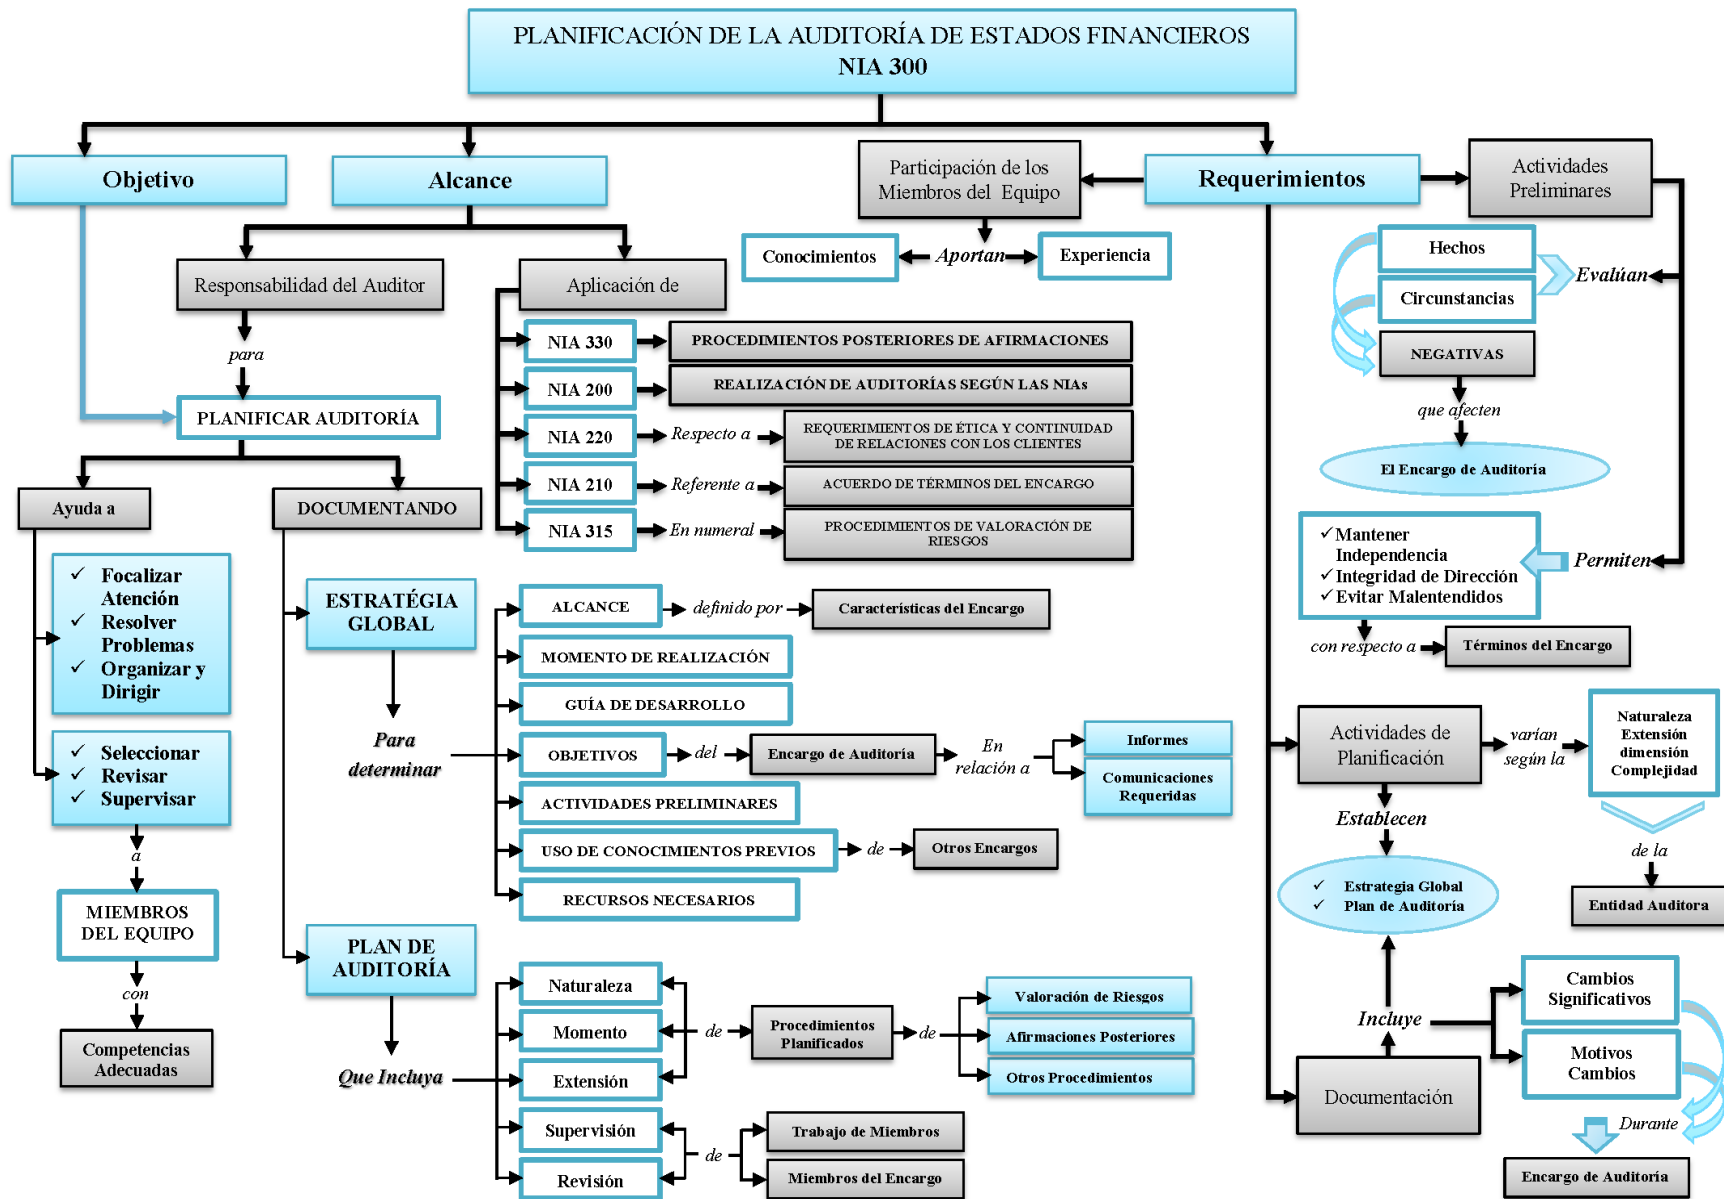 PLANIFICACIÓN DE LA AUDITORÍA DE ESTADOS FINANCIEROS
NIA 300
Objetivo
Alcance
Participación de los
Miembros del Equipo
Requerimientos
Actividades
Preliminares
Conocimientos
Aportan
Experiencia
Responsabilidad del Auditor
Aplicación de
para
PLANIFICAR AUDITORÍA
NIA 330
PROCEDIMIENTOS POSTERIORES DE AFIRMACIONES
NIA 200
REALIZACIÓN DE AUDITORÍAS SEGÚN LAS NIAs
NIA 220
Respecto a
REQUERIMIENTOS DE ÉTICA Y CONTINUIDAD
DE RELACIONES CON LOS CLIENTES
NIA 210
Referente a
ACUERDO DE TÉRMINOS DEL ENCARGO
NIA 315
En numeral
PROCEDIMIENTOS DE VALORACIÓN DE
RIESGOS
Hechos
Circunstancias
Evalúan
NEGATIVAS
que afecten
El Encargo de Auditoría
✓Mantener
Independencia
✓Integridad de Dirección
✓Evitar Malentendidos
Permiten
con respecto a
Términos del Encargo
Ayuda a
DOCUMENTANDO
✓ Focalizar
Atención
✓ Resolver
Problemas
✓ Organizar y
Dirigir
✓ Seleccionar
✓ Revisar
✓ Supervisar
a
MIEMBROS
DEL EQUIPO
con
Competencias
Adecuadas
ESTRATÉGIA
GLOBAL
Para
determinar
ALCANCE
definido por
Características del Encargo
MOMENTO DE REALIZACIÓN
GUÍA DE DESARROLLO
OBJETIVOS
del
Encargo de Auditoría
En
relación a
Informes
Comunicaciones
Requeridas
ACTIVIDADES PRELIMINARES
USO DE CONOCIMIENTOS PREVIOS
de
Otros Encargos
RECURSOS NECESARIOS
PLAN DE
AUDITORÍA
Que Incluya
Naturaleza
Momento
Extensión
de
Procedimientos
Planificados
de
Valoración de Riesgos
Afirmaciones Posteriores
Otros Procedimientos
Supervisión
Revisión
de
Trabajo de Miembros
Miembros del Encargo
Actividades de
Planificación
varían
según la
Naturaleza
Extensión
dimensión
Complejidad
de la
Entidad Auditora
Establecen
✓ Estrategia Global
✓ Plan de Auditoría
Incluye
Documentación
Cambios
Significativos
Motivos
Cambios
Durante
Encargo de Auditoría